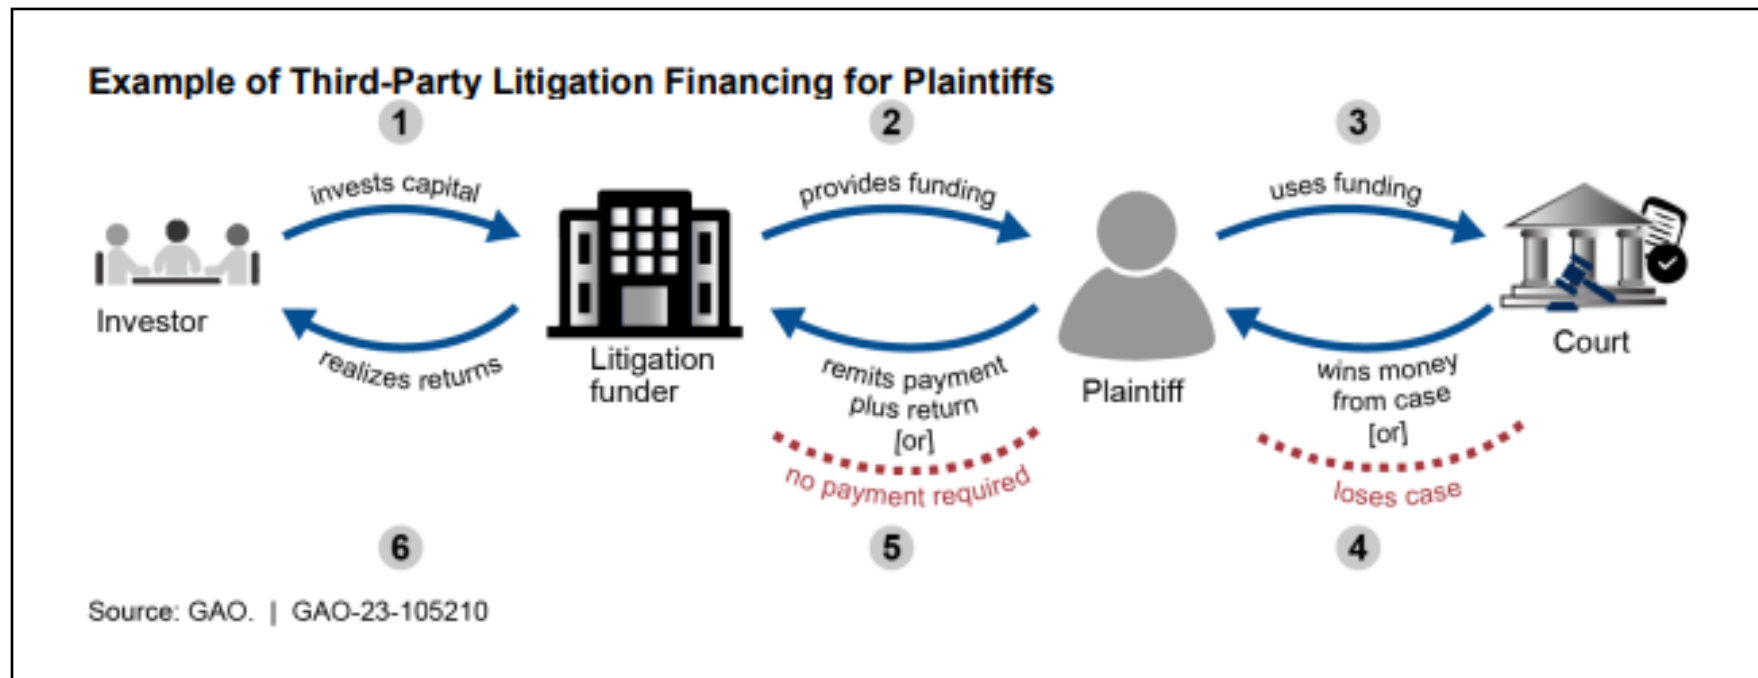 Example of Third-Party Litigation Financing for Plaintiffs
1
2
3
invests capital
provides funding
uses funding
Investor
Litigation
funder
Plaintiff
Court
realizes returns
remits payment
plus return
[or]
no payment required
wins money
from case
[or]
loses case
6
5
4
Source: GAO. | GAO-23-105210